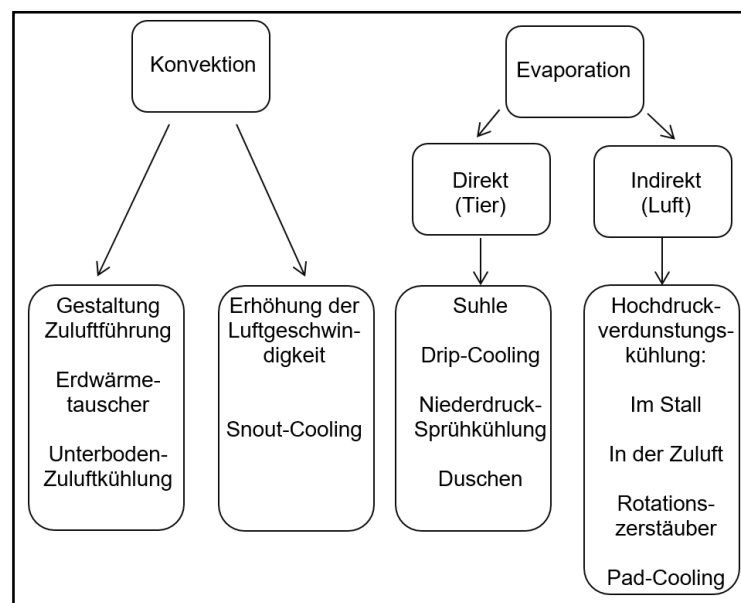 Konvektion
Evaporation
Direkt
(Tier)
Indirekt
(Luft)
Gestaltung
Zuluftführung
Erdwärme-
tauscher
Unterboden-
Zuluftkühlung
Erhöhung der
Luftgeschwin-
digkeit
Snout-Cooling
Suhle
Drip-Cooling
Niederdruck-
Sprühkühlung
Duschen
Hochdruck-
verdunstungs-
kühlung:
Im Stall
In der Zuluft
Rotations-
zerstäuber
Pad-Cooling